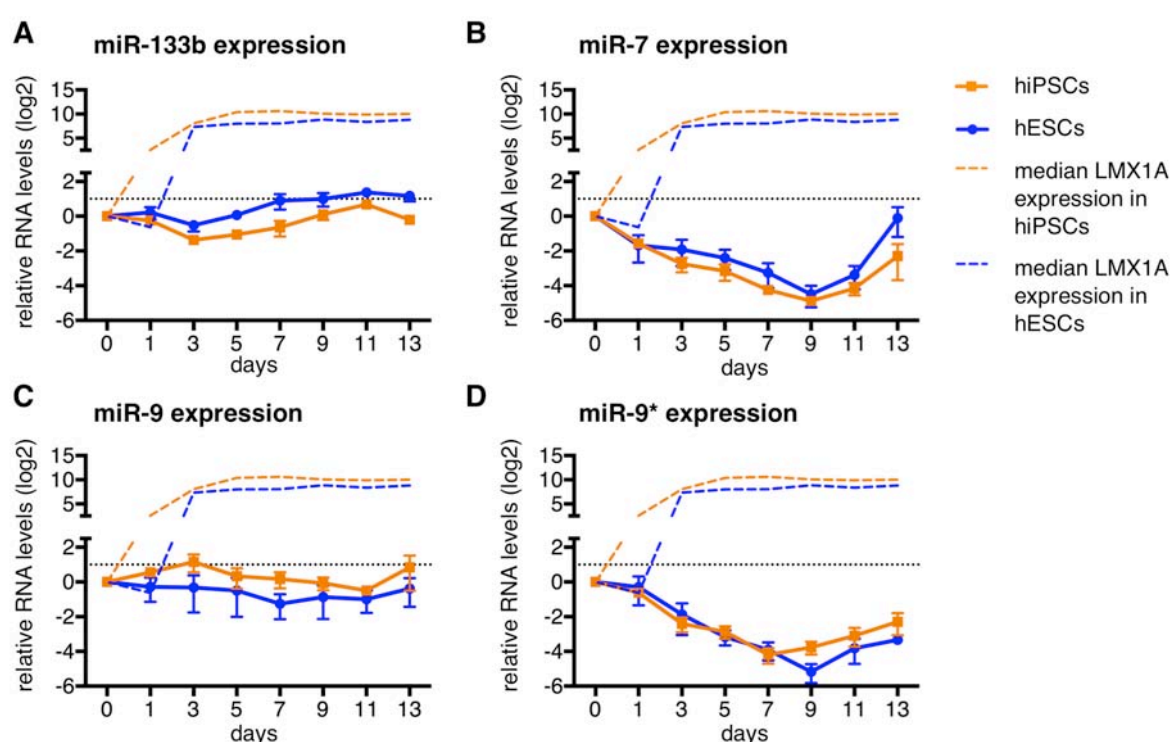 A
miR-133b expression
relative RNA levels (log2)
15
10
5
2
0
-2
-4
-6
0 1 3 5 7 9 11 13
days
B
miR-7 expression
relative RNA levels (log2)
15
10
5
2
0
-2
-4
-6
0 1 3 5 7 9 11 13
days
hiPSCs
hESCs
median LMX1A
expression in
hiPSCs
median LMX1A
expression in
hESCs
C
miR-9 expression
relative RNA levels (log2)
15
10
5
2
0
-2
-4
-6
0 1 3 5 7 9 11 13
days
D
miR-9* expression
relative RNA levels (log2)
15
10
5
2
0
-2
-4
-6
0 1 3 5 7 9 11 13
days